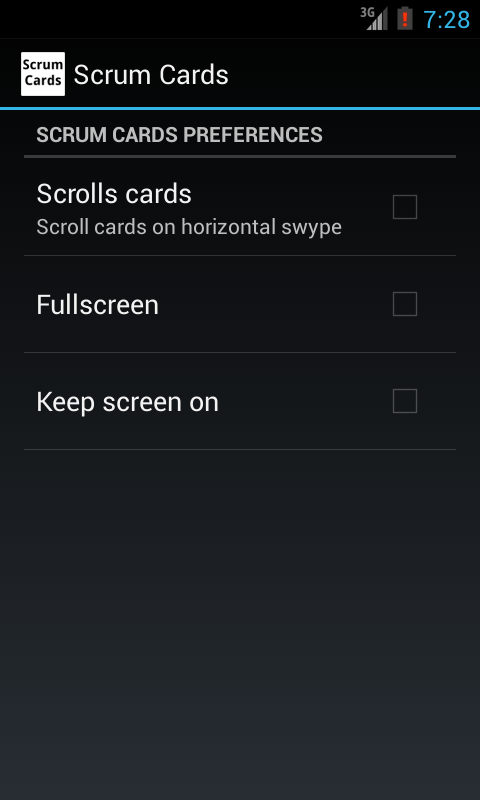 3G 7:28
Scrum
Cards
Scrum Cards
SCRUM CARDS PREFERENCES
Scrolls cards
Scroll cards on horizontal swype
Fullscreen
Keep screen on